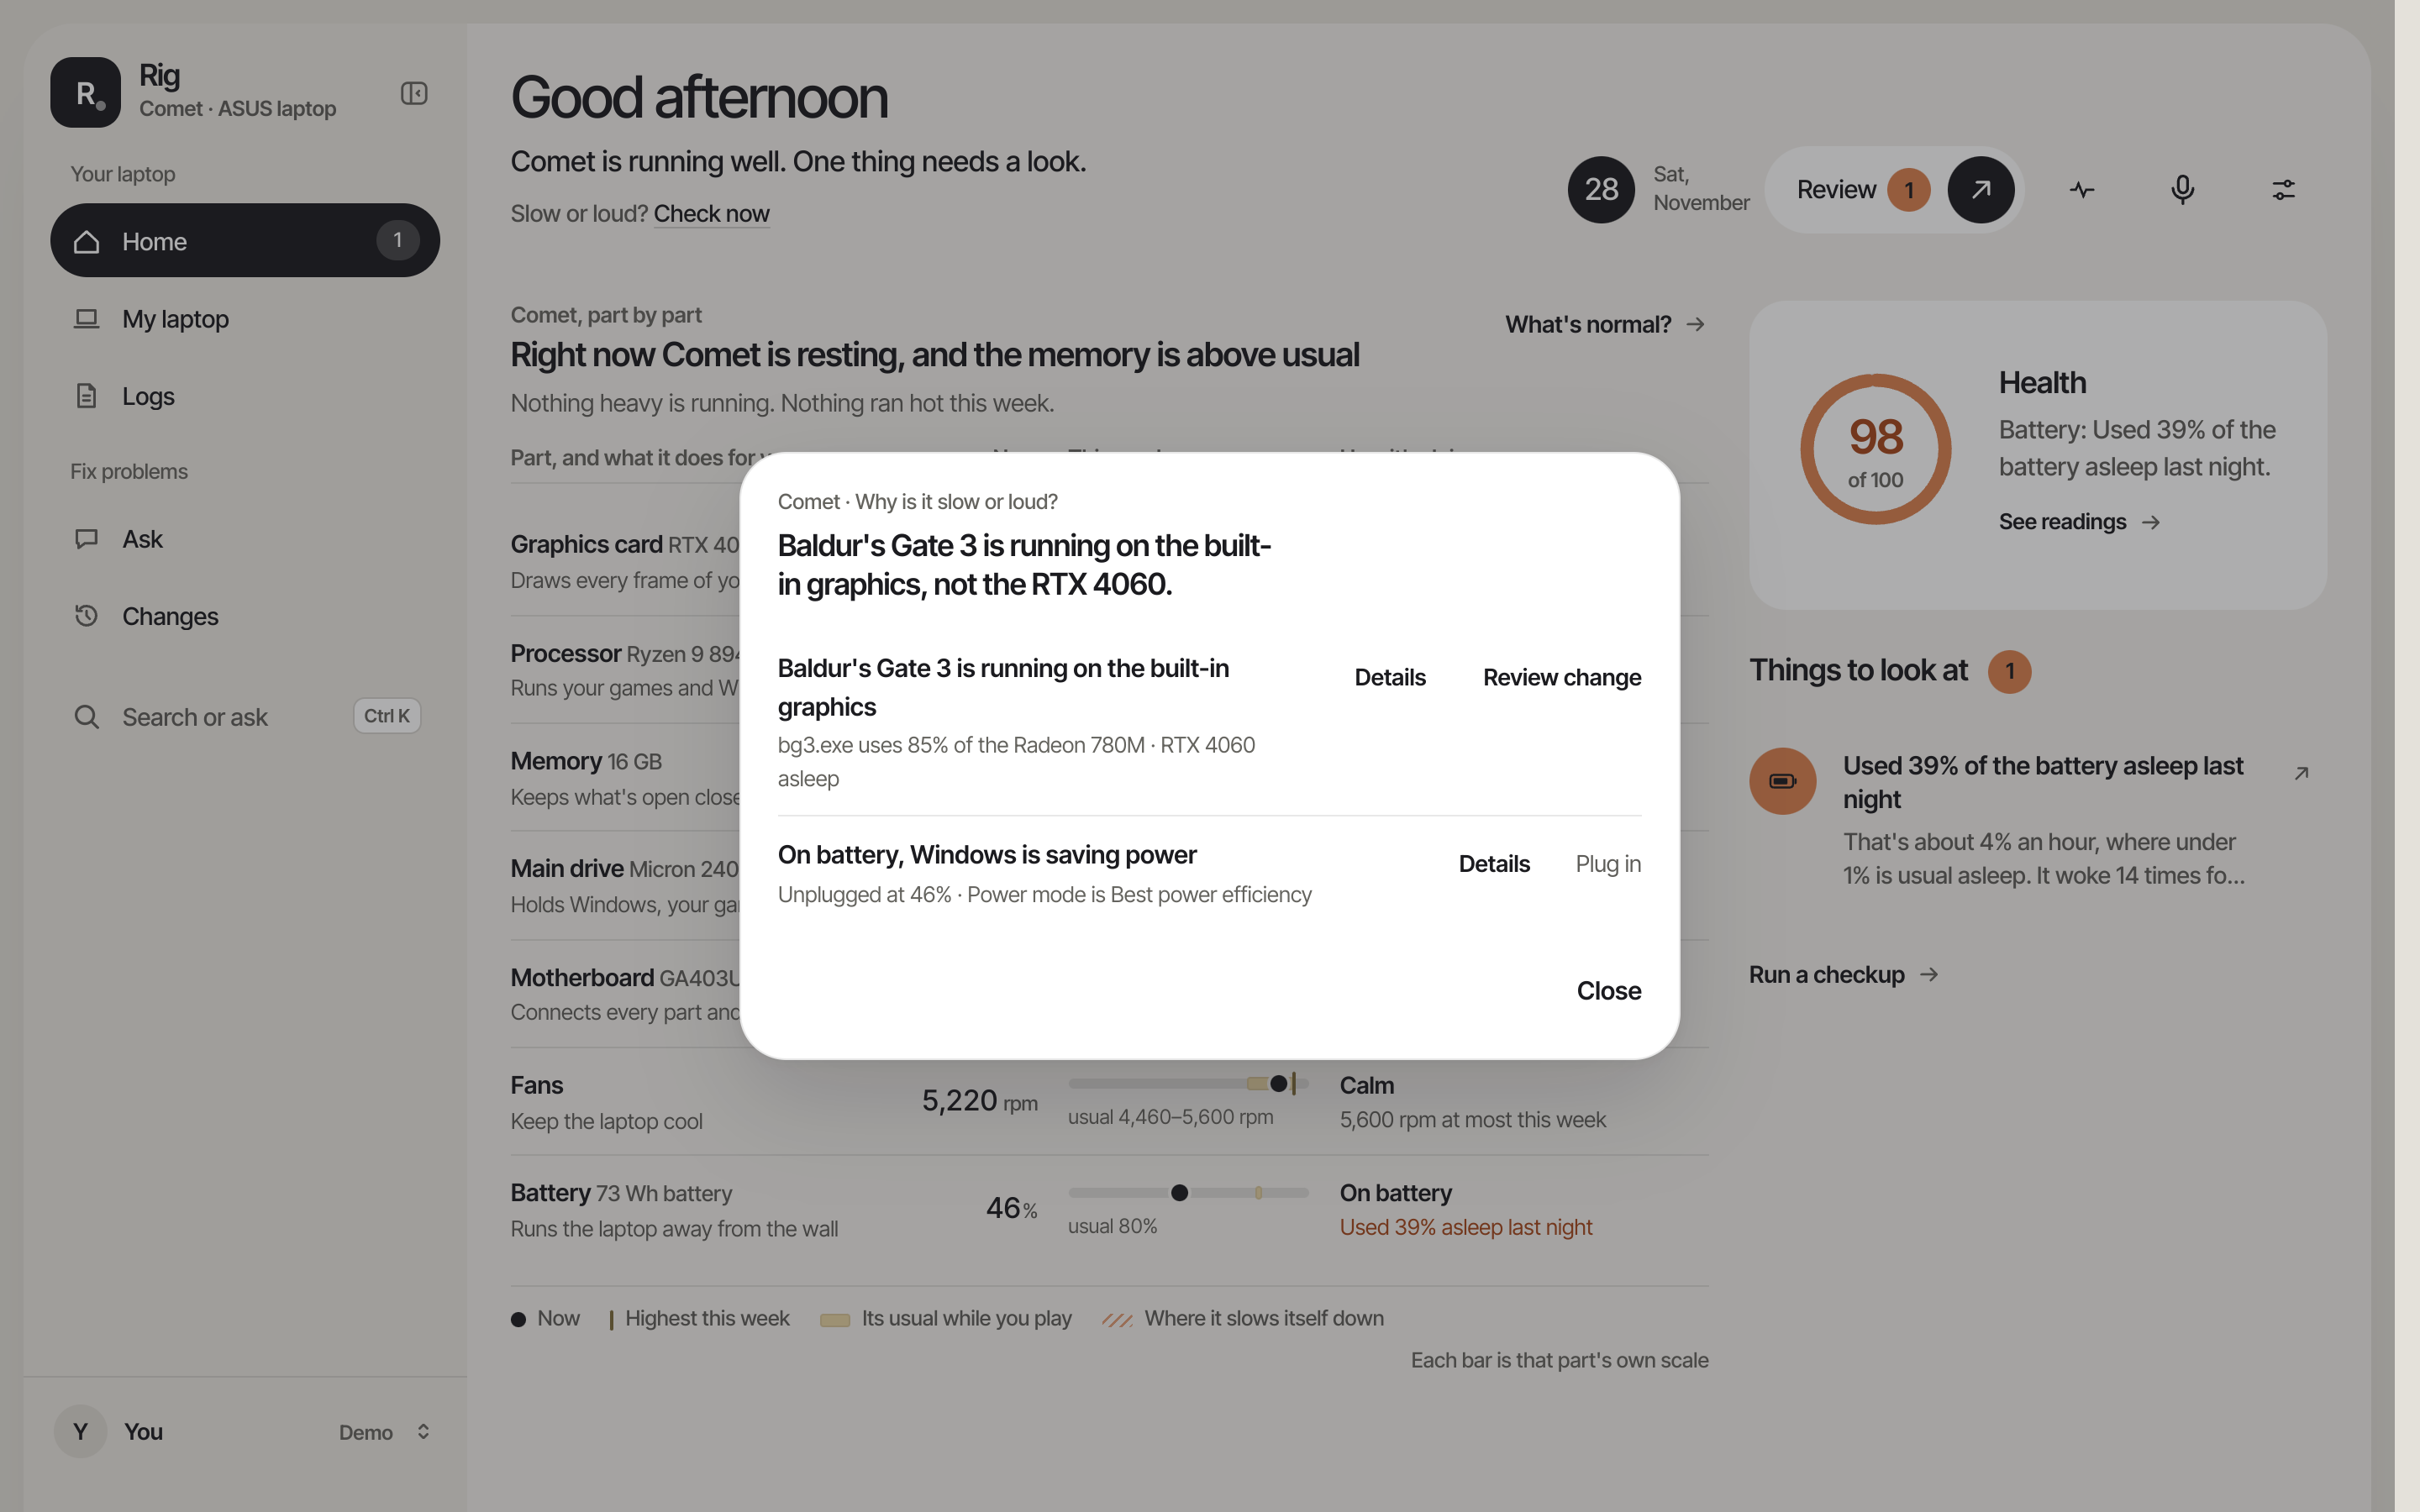 R.
Rig
Comet · ASUS laptop
Your laptop
Home
1
My laptop
Logs
Fix problems
Ask
Changes
Search or ask
Ctrl K
Y
You
Demo
Good afternoon
Comet is running well. One thing needs a look.
Slow or loud? Check now
28
Sat,
November
Review
1
Comet, part by part
Right now Comet is resting, and the memory is above usual
Nothing heavy is running. Nothing ran hot this week.
What's normal?
Part, and what it does for
Graphics card RTX 40
Draws every frame of yo
Processor Ryzen 9 894
Runs your games and W
Memory 16 GB
Keeps what's open close
Main drive Micron 240
Holds Windows, your ga
Motherboard GA403U
Connects every part and
Fans
Keep the laptop cool
5,220 rpm
usual 4,460–5,600 rpm
Calm
5,600 rpm at most this week
Battery 73 Wh battery
Runs the laptop away from the wall
46%
usual 80%
On battery
Used 39% asleep last night
Now
Highest this week
Its usual while you play
Where it slows itself down
Each bar is that part's own scale
Comet · Why is it slow or loud?
Baldur's Gate 3 is running on the built-
in graphics, not the RTX 4060.
Baldur's Gate 3 is running on the built-in
graphics
bg3.exe uses 85% of the Radeon 780M · RTX 4060
asleep
Details
Review change
On battery, Windows is saving power
Unplugged at 46% · Power mode is Best power efficiency
Details
Plug in
Close
98
of 100
Health
Battery: Used 39% of the
battery asleep last night.
See readings
Things to look at
1
Used 39% of the battery asleep last
night
That's about 4% an hour, where under
1% is usual asleep. It woke 14 times fo...
Run a checkup